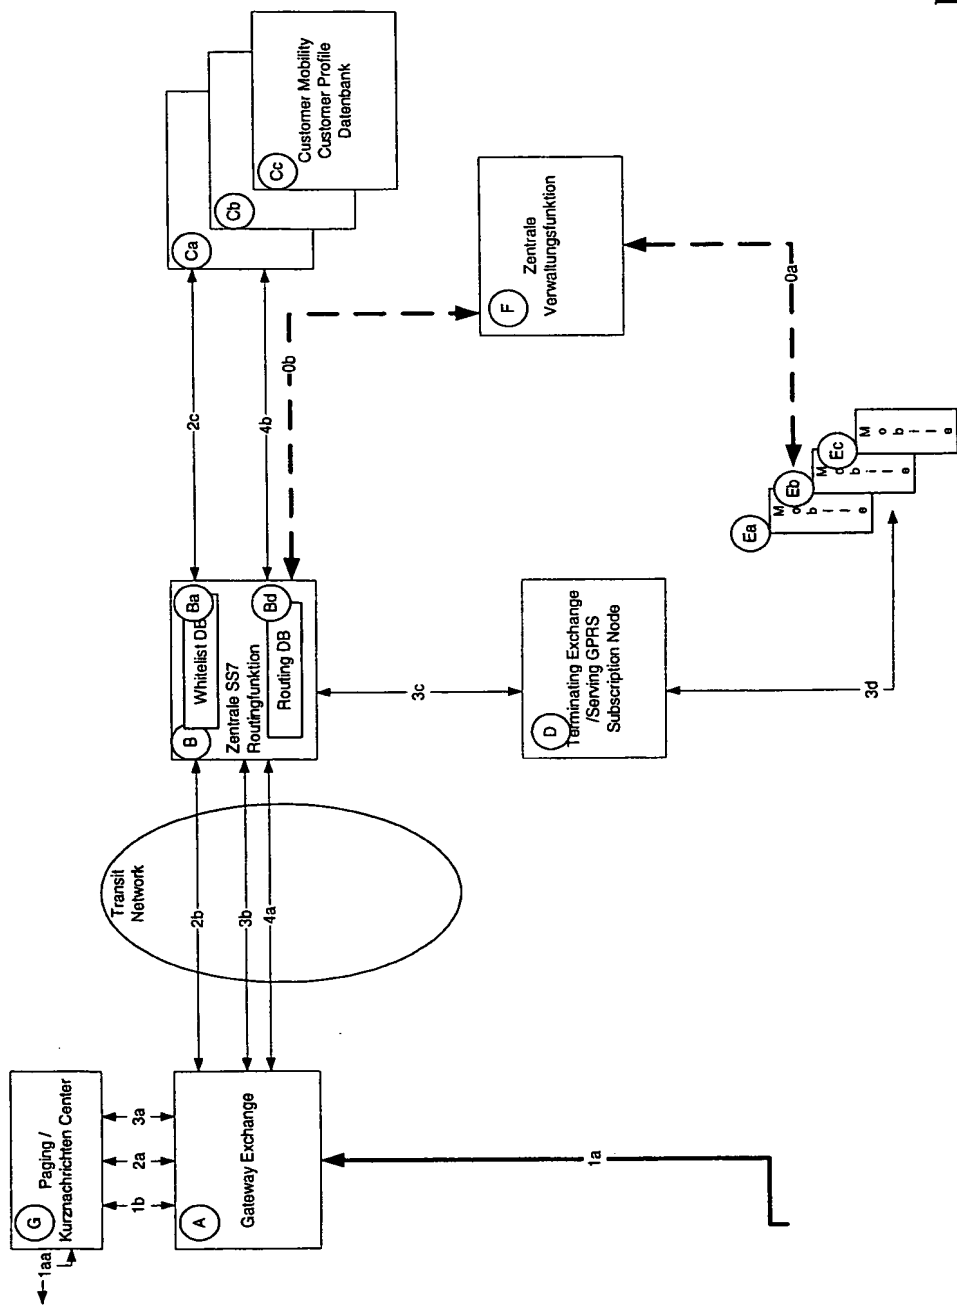 G
Paging /
Kurznachrichten Center
1aa
1b
2a
3a
A
Gateway Exchange
1a
Transit
Network
2b
3b
4a
B
Ba
Whitelist DB
Zentrale SS7
Routingfunktion
Bd
Routing DB
2c
4b
0b
Ca
Cb
Cc
Customer Mobility
Customer Profile
Datenbank
F
Zentrale
Verwaltungsfunktion
0a
3c
D
Terminating Exchange
/Serving GPRS
Subscription Node
3d
Ea
Mobile
Eb
Mobile
Ec
Mobile